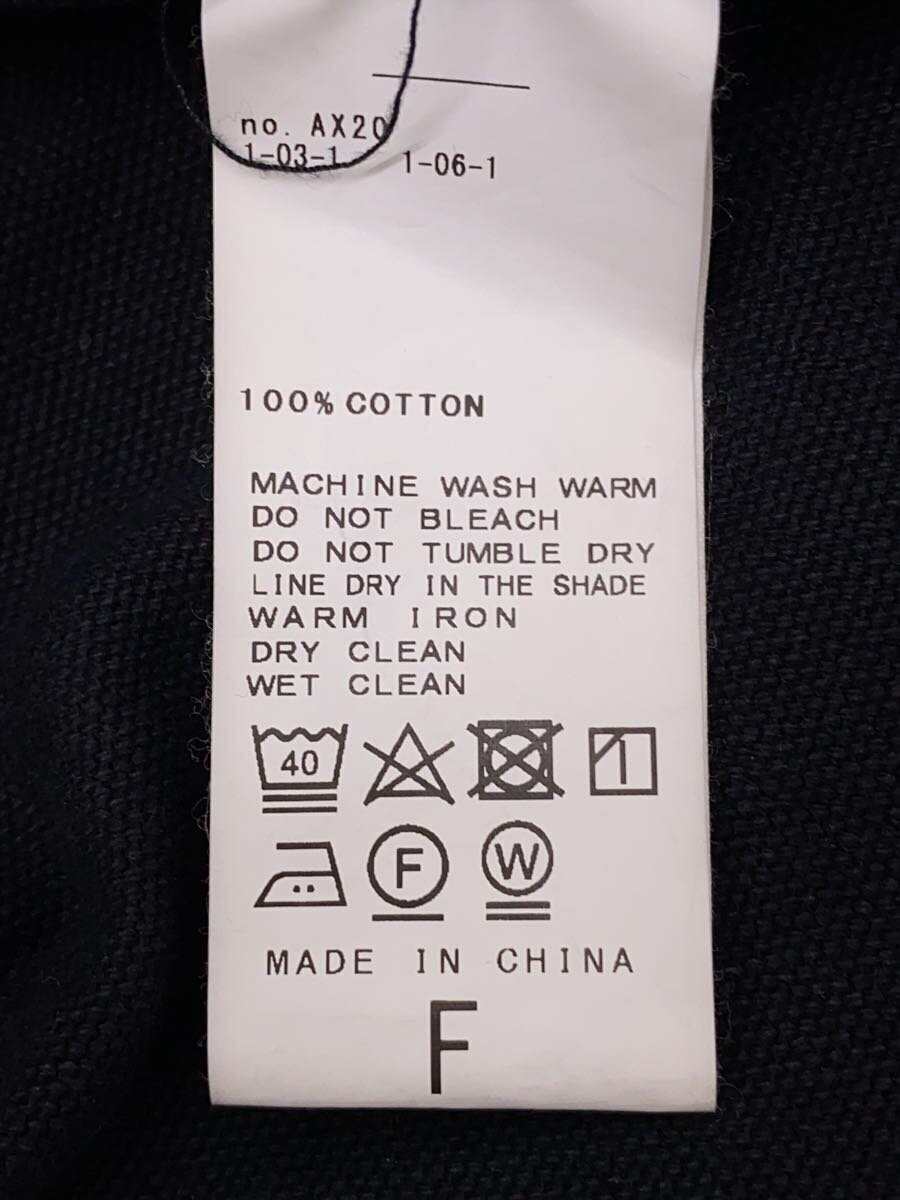 no. AX20
1-03-1 1-06-1
100% COTTON
MACHINE WASH WARM
DO NOT BLEACH
DO NOT TUMBLE DRY
LINE DRY IN THE SHADE
WARM IRON
DRY CLEAN
WET CLEAN
40
F W
MADE IN CHINA
F